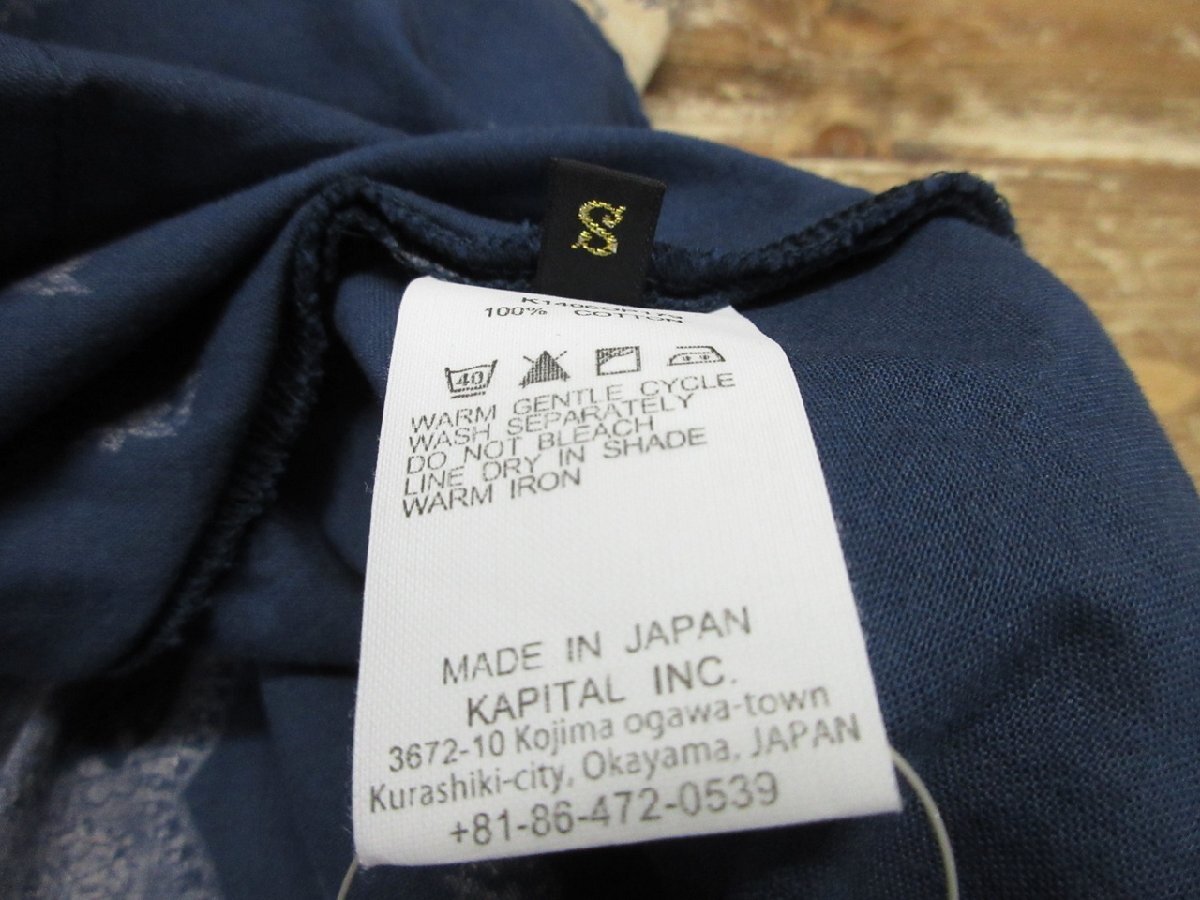 S
100% COTTON
40
WARM GENTLE CYCLE
WASH SEPARATELY
DO NOT BLEACH
LINE DRY IN SHADE
WARM IRON
MADE IN JAPAN
KAPITAL INC.
3672-10 Kojima ogawa-town
Kurashiki-city, Okayama, JAPAN
+81-86-472-0539